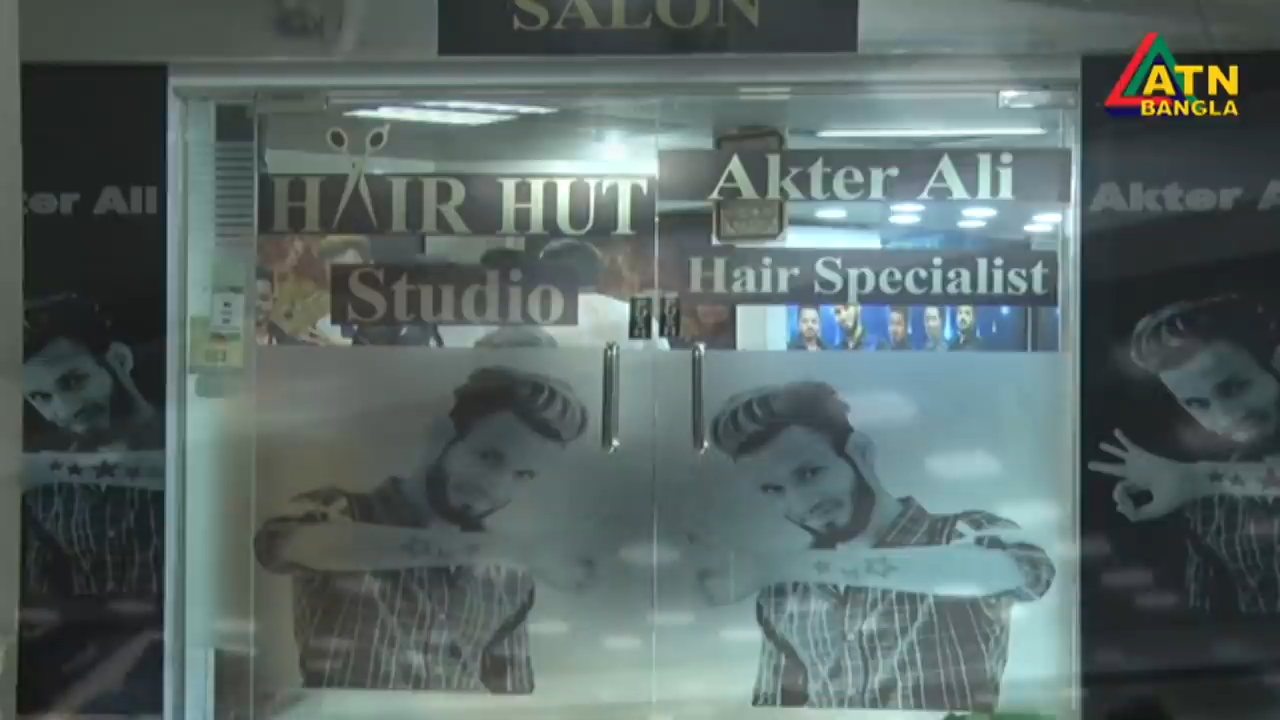 SALON
ATN
BANGLA
HAIR HUT
Studio
Akter Ali
Hair Specialist
Ali
Akter